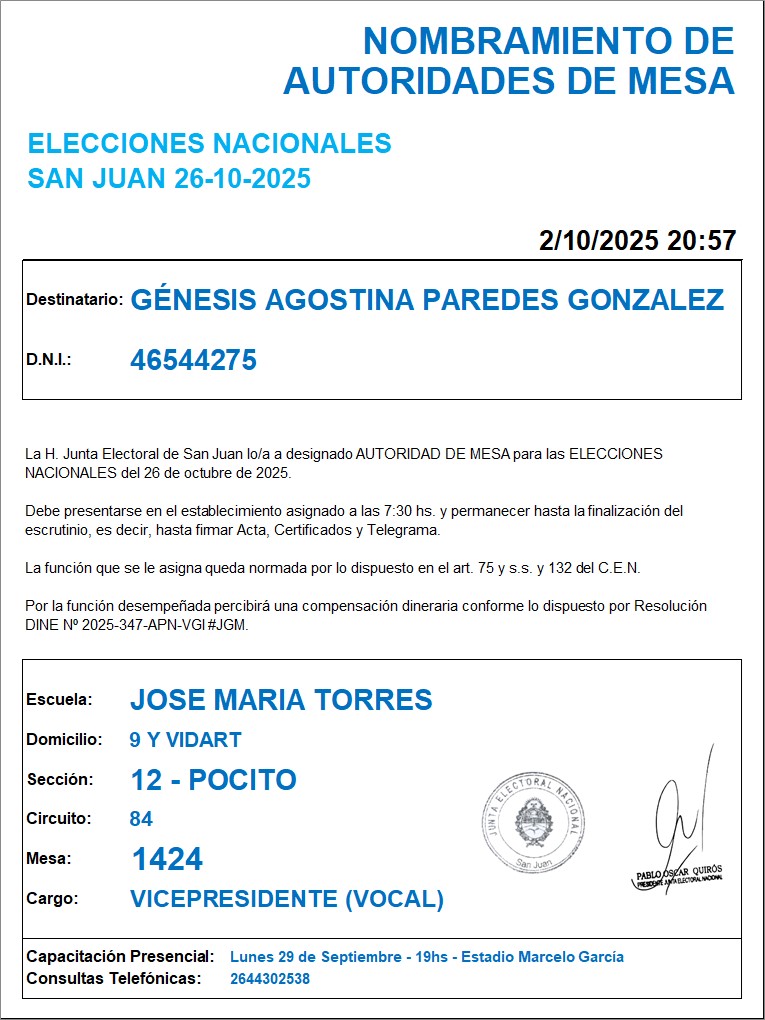 NOMBRAMIENTO DE
AUTORIDADES DE MESA
ELECCIONES NACIONALES
SAN JUAN 26-10-2025
2/10/2025 20:57
Destinatario: GÉNESIS AGOSTINA PAREDES GONZALEZ
D.N.I.: 46544275
La H. Junta Electoral de San Juan lo/a a designado AUTORIDAD DE MESA para las ELECCIONES
NACIONALES del 26 de octubre de 2025.
Debe presentarse en el establecimiento asignado a las 7:30 hs. y permanecer hasta la finalización del
escrutinio, es decir, hasta firmar Acta, Certificados y Telegrama.
La función que se le asigna queda normada por lo dispuesto en el art. 75 y s.s. y 132 del C.E.N.
Por la función desempeñada percibirá una compensación dineraria conforme lo dispuesto por Resolución
DINE Nº 2025-347-APN-VGI#JGM.
Escuela: JOSE MARIA TORRES
Domicilio: 9 Y VIDART
Sección: 12 - POCITO
Circuito: 84
Mesa: 1424
Cargo: VICEPRESIDENTE (VOCAL)
JUNTA ELECTORAL NACIONAL
San Juan
PABLO OSCAR QUIRÓS
PRESIDENTE JUNTA ELECTORAL NACIONAL
Capacitación Presencial: Lunes 29 de Septiembre - 19hs - Estadio Marcelo García
Consultas Telefónicas: 2644302538